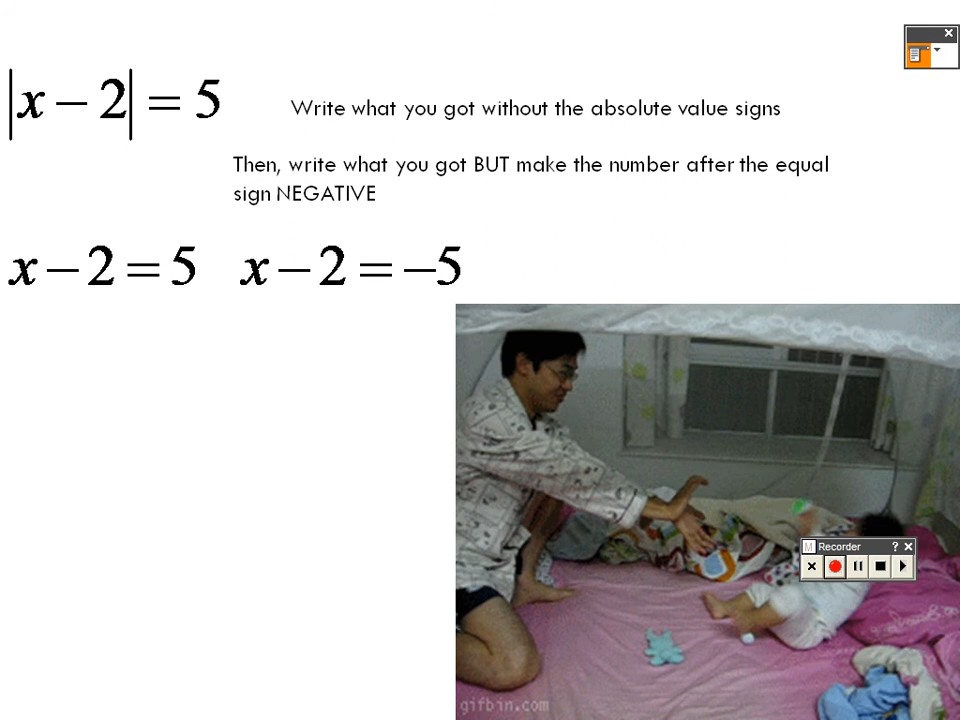 |x − 2| = 5
Write what you got without the absolute value signs
Then, write what you got BUT make the number after the equal
sign NEGATIVE
x − 2 = 5 x − 2 = −5
Recorder
gifbin.com